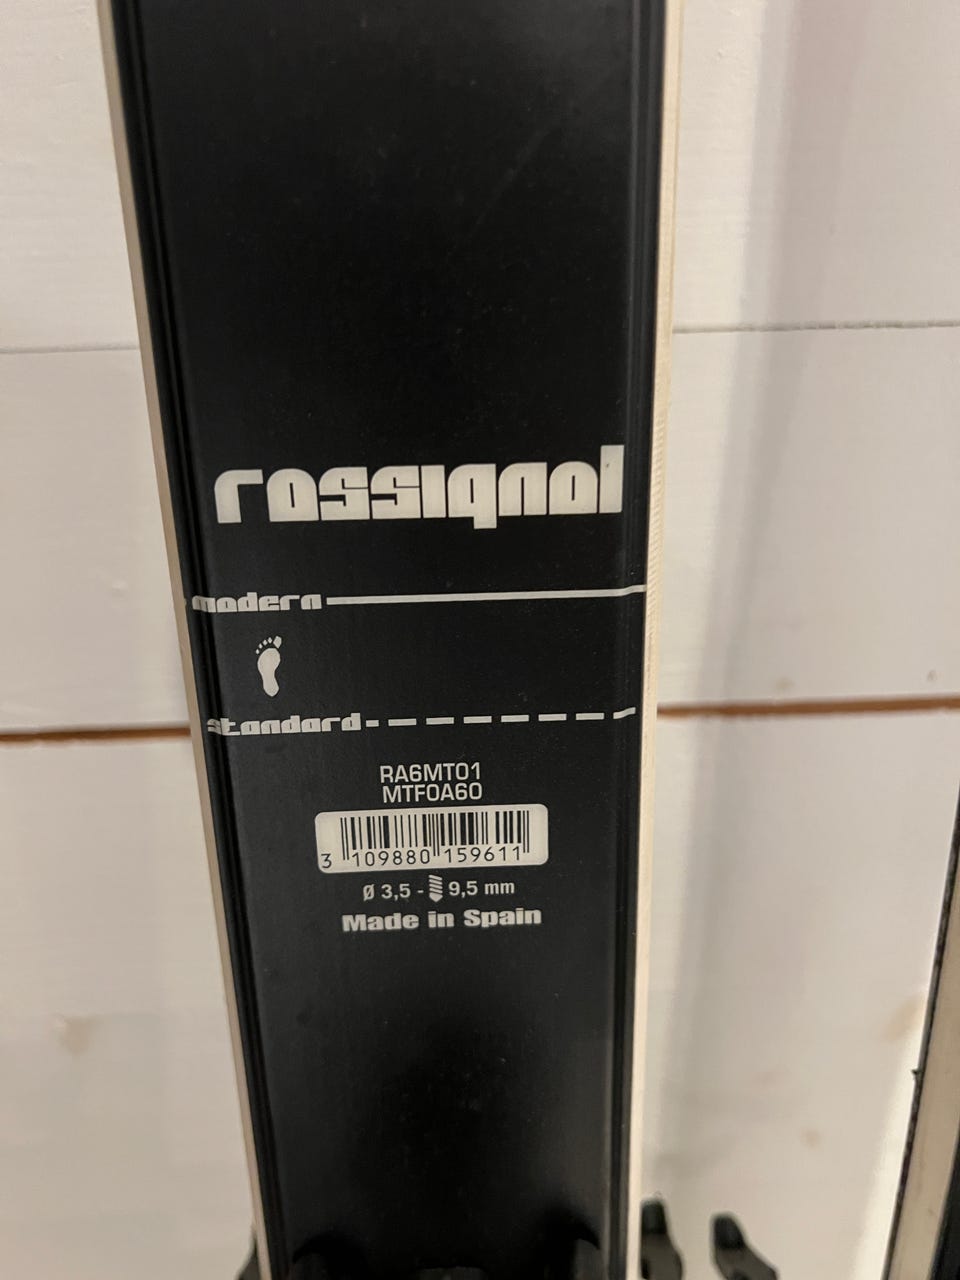 rossignol
modern
standard
RA6MT01
MTF0A60
3 109880 159611
Ø 3,5 - 9,5 mm
Made in Spain